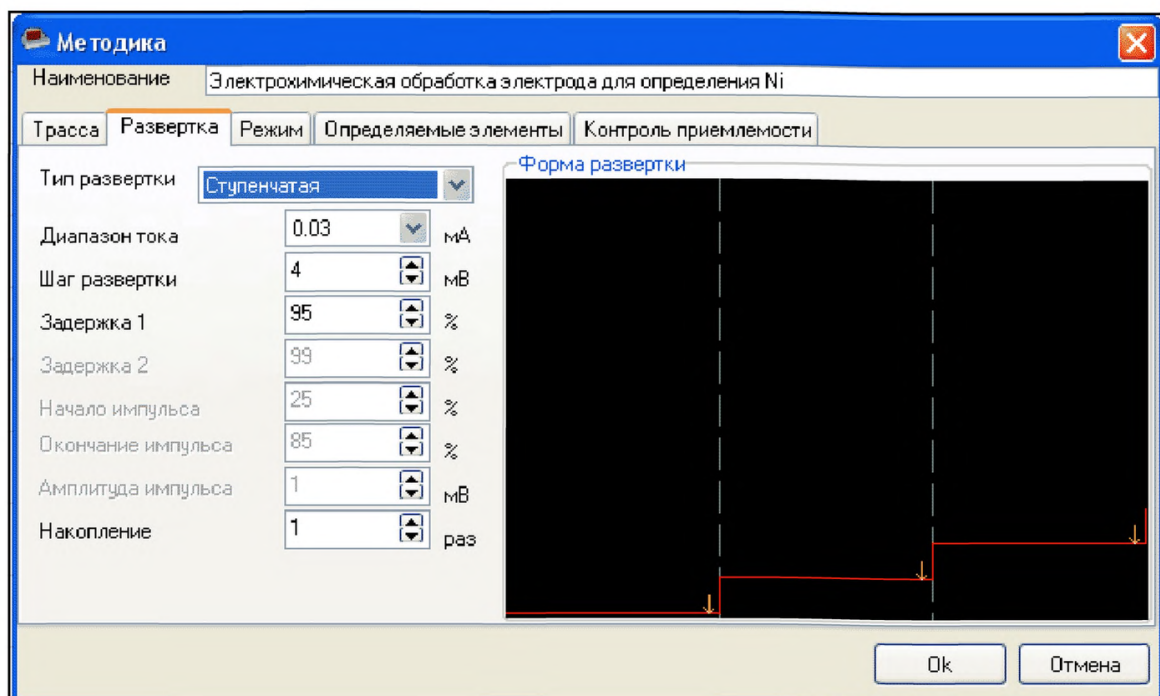 Методика
Наименование Электрохимическая обработка электрода для определения Ni
Трасса Развертка Режим Определяемые элементы Контроль приемлемости
Тип развертки Ступенчатая
Диапазон тока 0.03 мА
Шаг развертки 4 мВ
Задержка 1 95 %
Задержка 2 99 %
Начало импульса 25 %
Окончание импульса 85 %
Амплитуда импульса 1 мВ
Накопление 1 раз
Форма развертки
Ok Отмена